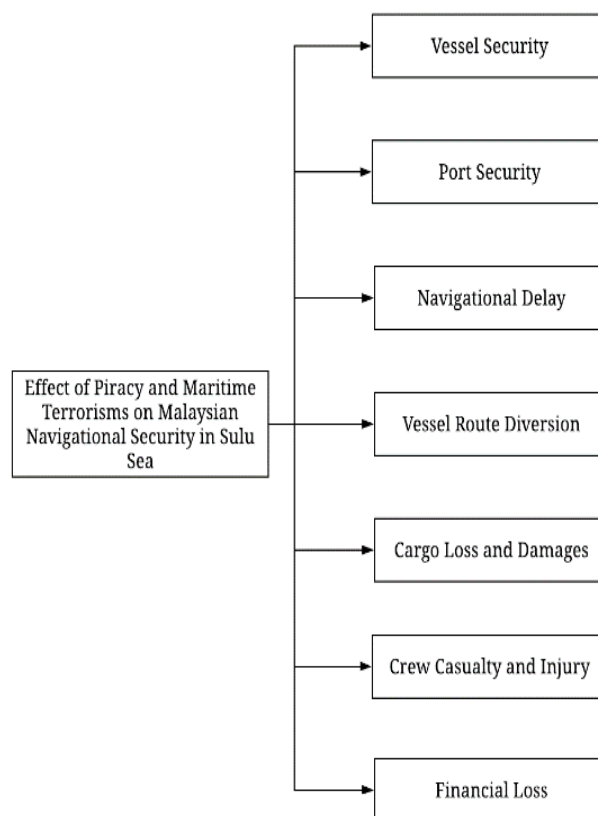 Vessel Security
Port Security
Navigational Delay
Effect of Piracy and Maritime
Terrorisms on Malaysian
Navigational Security in Sulu
Sea
Vessel Route Diversion
Cargo Loss and Damages
Crew Casualty and Injury
Financial Loss